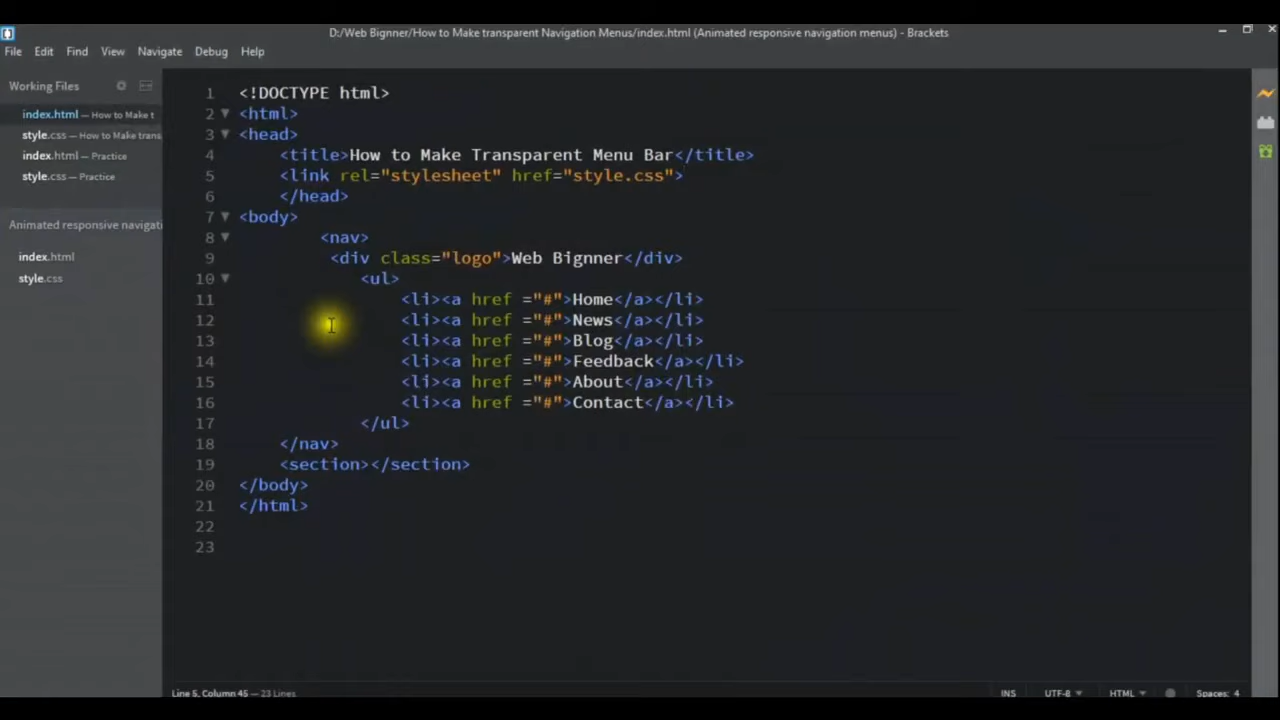 D:/Web Bignner/How to Make transparent Navigation Menus/index.html (Animated responsive navigation menus) - Brackets
File Edit Find View Navigate Debug Help
Working Files
index.html — How to Make t
style.css — How to Make trans
index.html — Practice
style.css — Practice
Animated responsive navigati
index.html
style.css
1 <!DOCTYPE html>
2 <html>
3 <head>
4 <title>How to Make Transparent Menu Bar</title>
5 <link rel="stylesheet" href="style.css">
6 </head>
7 <body>
8 <nav>
9 <div class="logo">Web Bignner</div>
10 <ul>
11 <li><a href ="#">Home</a></li>
12 <li><a href ="#">News</a></li>
13 <li><a href ="#">Blog</a></li>
14 <li><a href ="#">Feedback</a></li>
15 <li><a href ="#">About</a></li>
16 <li><a href ="#">Contact</a></li>
17 </ul>
18 </nav>
19 <section></section>
20 </body>
21 </html>
22
23
Line 5, Column 45 — 23 Lines INS UTF-8 HTML Spaces: 4